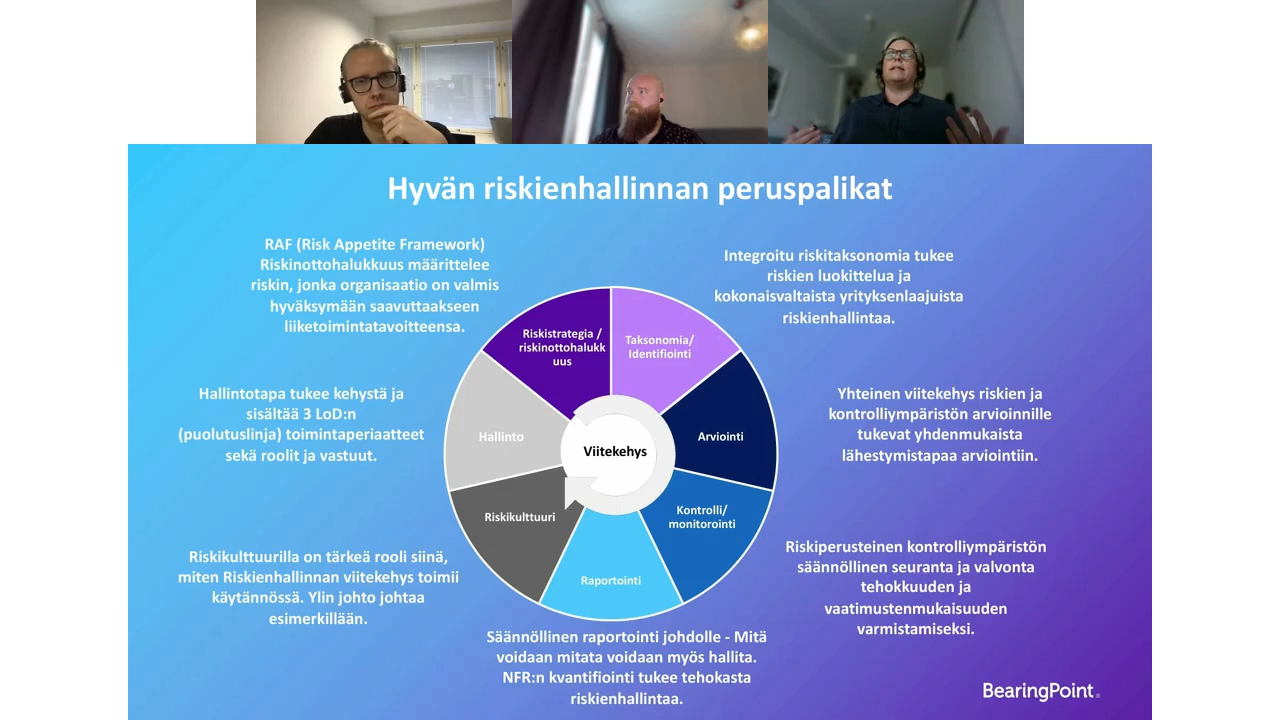 Hyvän riskienhallinnan peruspalikat
RAF (Risk Appetite Framework)
Riskinottohalukkuus määrittelee
riskin, jonka organisaatio on valmis
hyväksymään saavuttaakseen
liiketoimintatavoitteensa.
Integroitu riskitaksonomia tukee
riskien luokittelua ja
kokonaisvaltaista yrityksenlaajuista
riskienhallintaa.
Riskistrategia /
riskinottohalukk
uus
Taksonomia/
Identifiointi
Hallintotapa tukee kehystä ja
sisältää 3 LoD:n
(puolutuslinja) toimintaperiaatteet
sekä roolit ja vastuut.
Hallinto
Viitekehys
Arviointi
Yhteinen viitekehys riskien ja
kontrolliympäristön arvioinnille
tukevat yhdenmukaista
lähestymistapaa arviointiin.
Riskikulttuuri
Kontrolli/
monitorointi
Raportointi
Riskikulttuurilla on tärkeä rooli siinä,
miten Riskienhallinnan viitekehys toimii
käytännössä. Ylin johto johtaa
esimerkillään.
Riskiperusteinen kontrolliympäristön
säännöllinen seuranta ja valvonta
tehokkuuden ja
vaatimustenmukaisuuden
varmistamiseksi.
Säännöllinen raportointi johdolle - Mitä
voidaan mitata voidaan myös hallita.
NFR:n kvantifiointi tukee tehokasta
riskienhallintaa.
BearingPoint